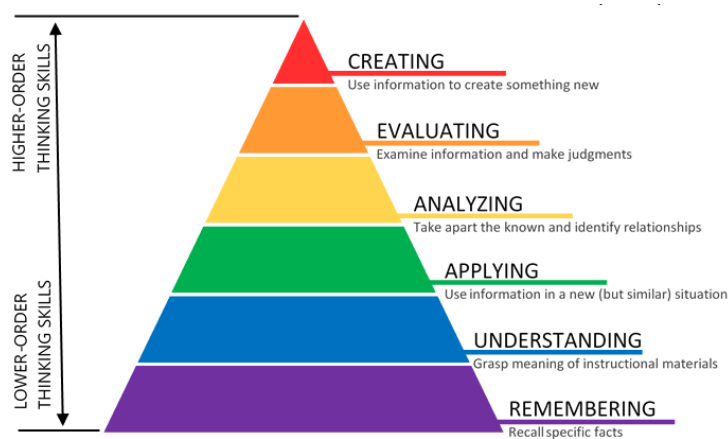 CREATING
Use information to create something new
EVALUATING
Examine information and make judgments
ANALYZING
Take apart the known and identify relationships
APPLYING
Use information in a new (but similar) situation
UNDERSTANDING
Grasp meaning of instructional materials
REMEMBERING
Recall specific facts
HIGHER-ORDER
THINKING SKILLS
LOWER-ORDER
THINKING SKILLS